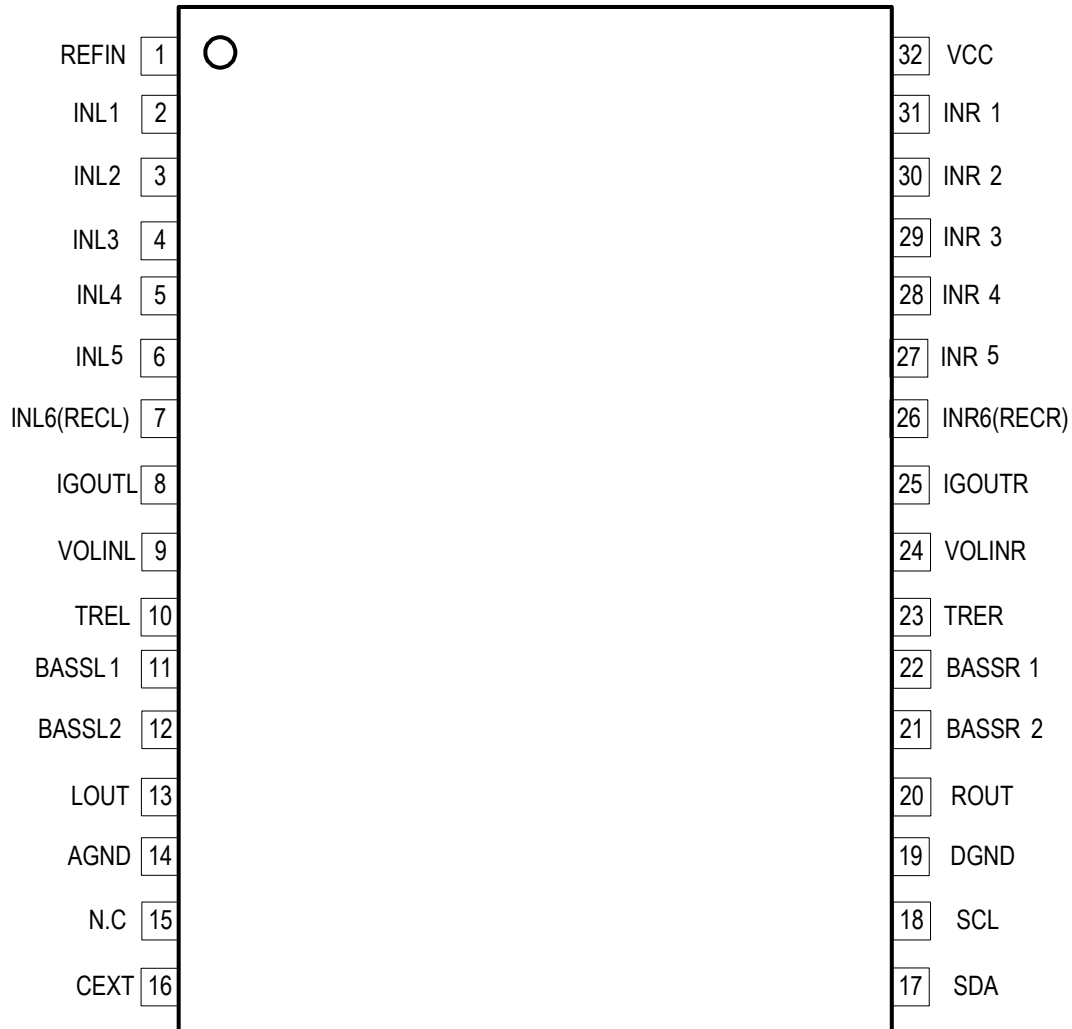 REFIN 1 32 VCC
INL1 2 31 INR 1
INL2 3 30 INR 2
INL3 4 29 INR 3
INL4 5 28 INR 4
INL5 6 27 INR 5
INL6(RECL) 7 26 INR6(RECR)
IGOUTL 8 25 IGOUTR
VOLINL 9 24 VOLINR
TREL 10 23 TRER
BASSL1 11 22 BASSR 1
BASSL2 12 21 BASSR 2
LOUT 13 20 ROUT
AGND 14 19 DGND
N.C 15 18 SCL
CEXT 16 17 SDA